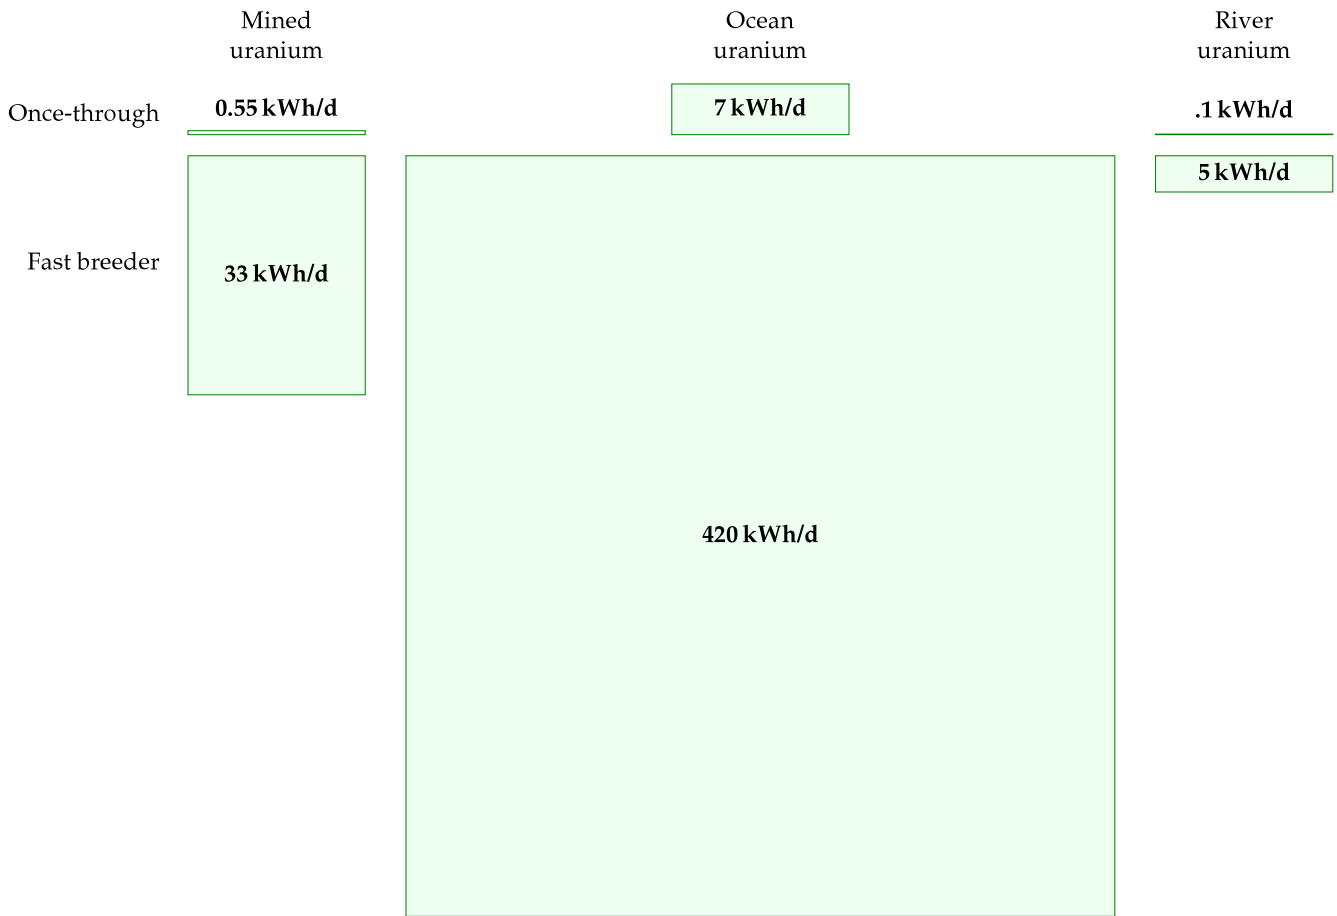 Mined
uranium
Ocean
uranium
River
uranium
Once-through
0.55 kWh/d
7 kWh/d
.1 kWh/d
Fast breeder
33 kWh/d
420 kWh/d
5 kWh/d